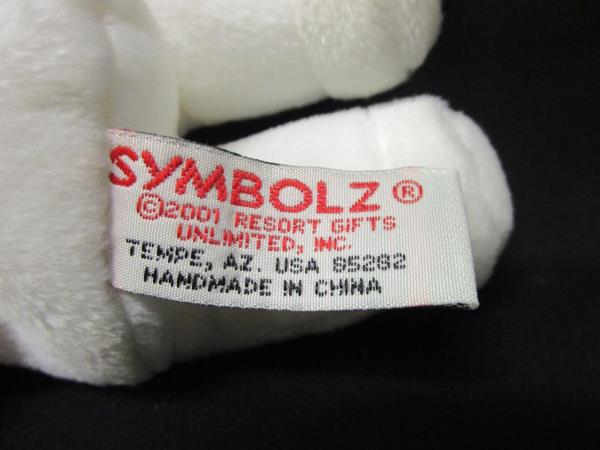 SYMBOLZ ®
©2001 RESORT GIFTS
UNLIMITED, INC.
TEMPE, AZ. USA 85282
HANDMADE IN CHINA